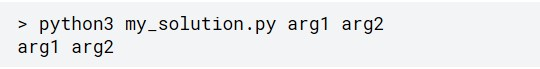 > python3 my_solution.py arg1 arg2
arg1 arg2